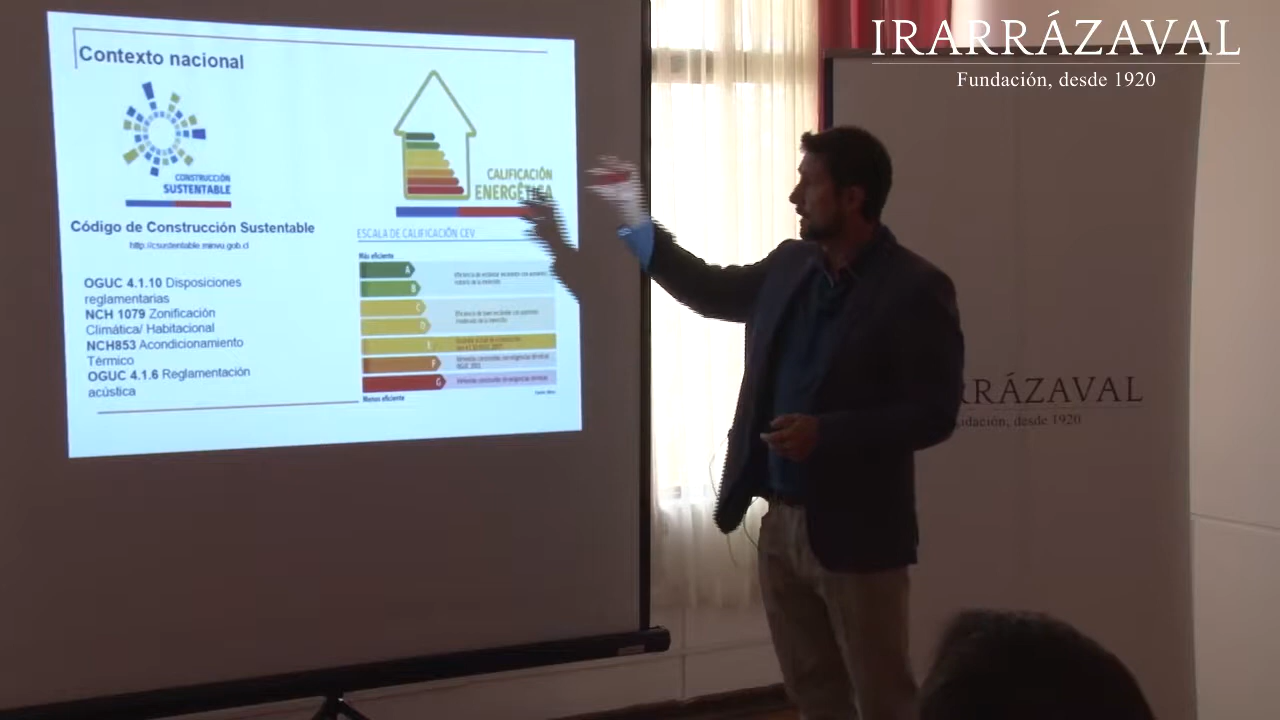 IRARRÁZAVAL
Fundación, desde 1920
Contexto nacional
CONSTRUCCIÓN
SUSTENTABLE
Código de Construcción Sustentable
http://csustentable.minvu.gob.cl
OGUC 4.1.10 Disposiciones
reglamentarias
NCH 1079 Zonificación
Climática/ Habitacional
NCH853 Acondicionamiento
Térmico
OGUC 4.1.6 Reglamentación
acústica
CALIFICACIÓN
ENERGÉTICA
ESCALA DE CALIFICACIÓN CEV
Más eficiente
A
B
C
D
E
F
G
Menos eficiente
RRÁZAVAL
dación, desde 1920